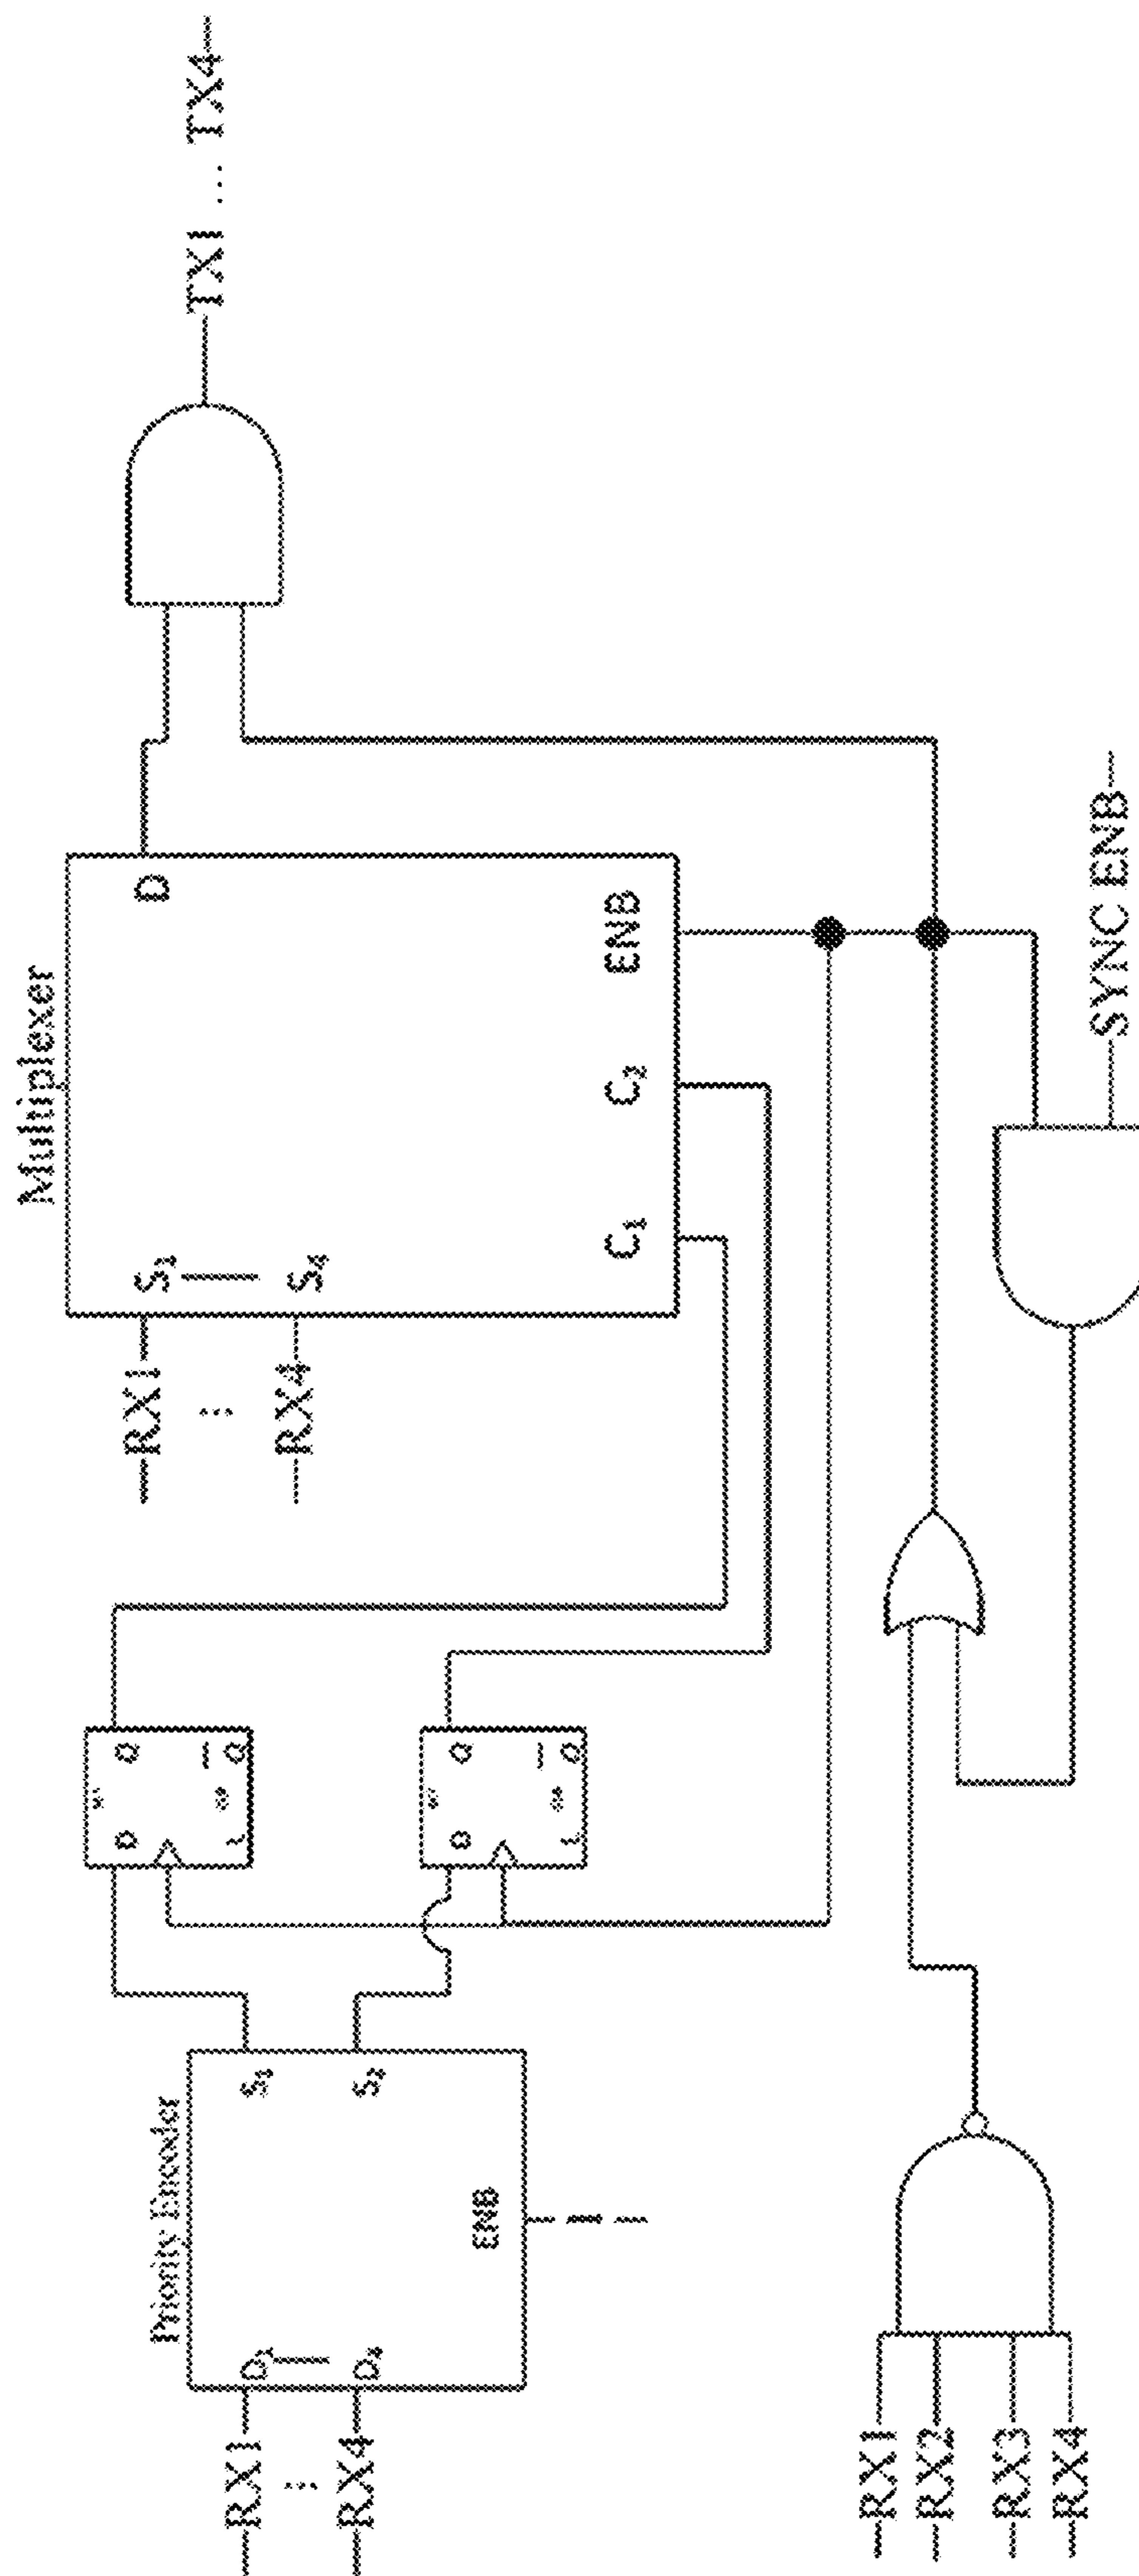 Priority Encoder
RX1
⋮
RX4
D1
D4
S1
S2
ENB
D
Q
Q
D
Q
Q
Multiplexer
RX1
⋮
RX4
S1
S4
D
C1
C2
ENB
TX1 ... TX4
RX1
RX2
RX3
RX4
SYNC ENB